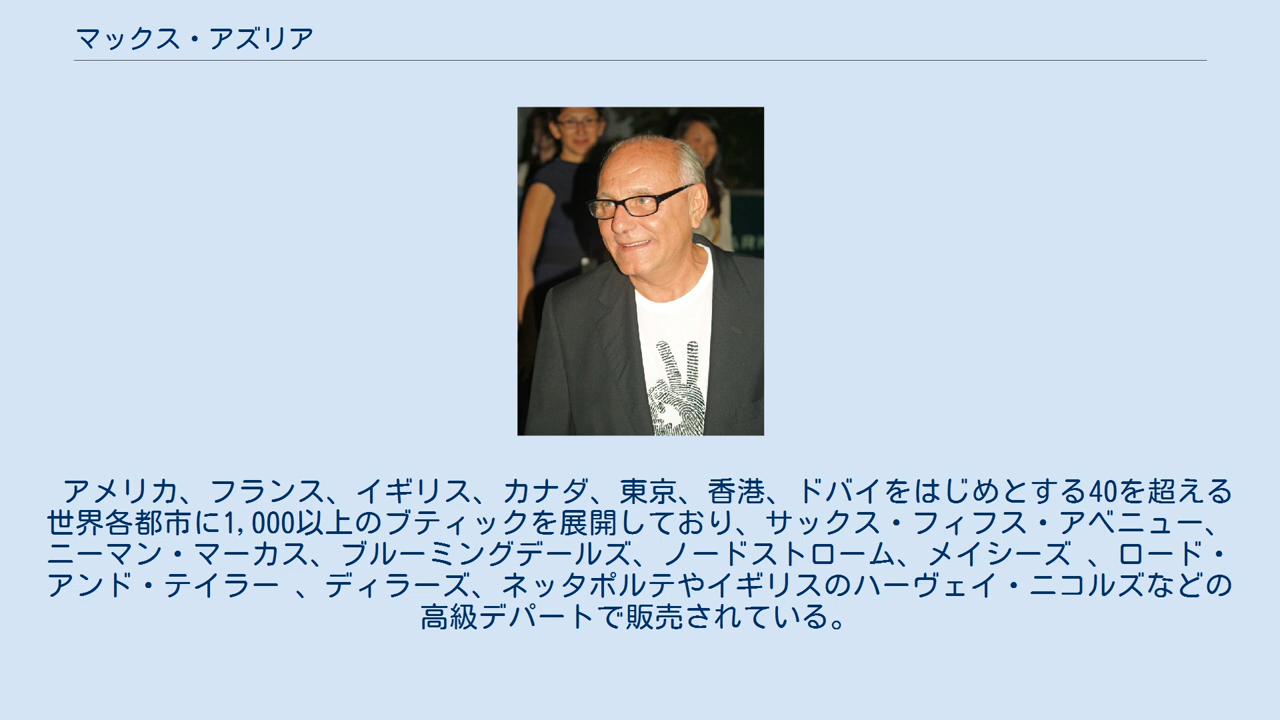 マックス・アズリア
アメリカ、フランス、イギリス、カナダ、東京、香港、ドバイをはじめとする40を超える
世界各都市に1,000以上のブティックを展開しており、サックス・フィフス・アベニュー、
ニーマン・マーカス、ブルーミングデールズ、ノードストローム、メイシーズ 、ロード・
アンド・テイラー 、ディラーズ、ネッタポルテやイギリスのハーヴェイ・ニコルズなどの
高級デパートで販売されている。